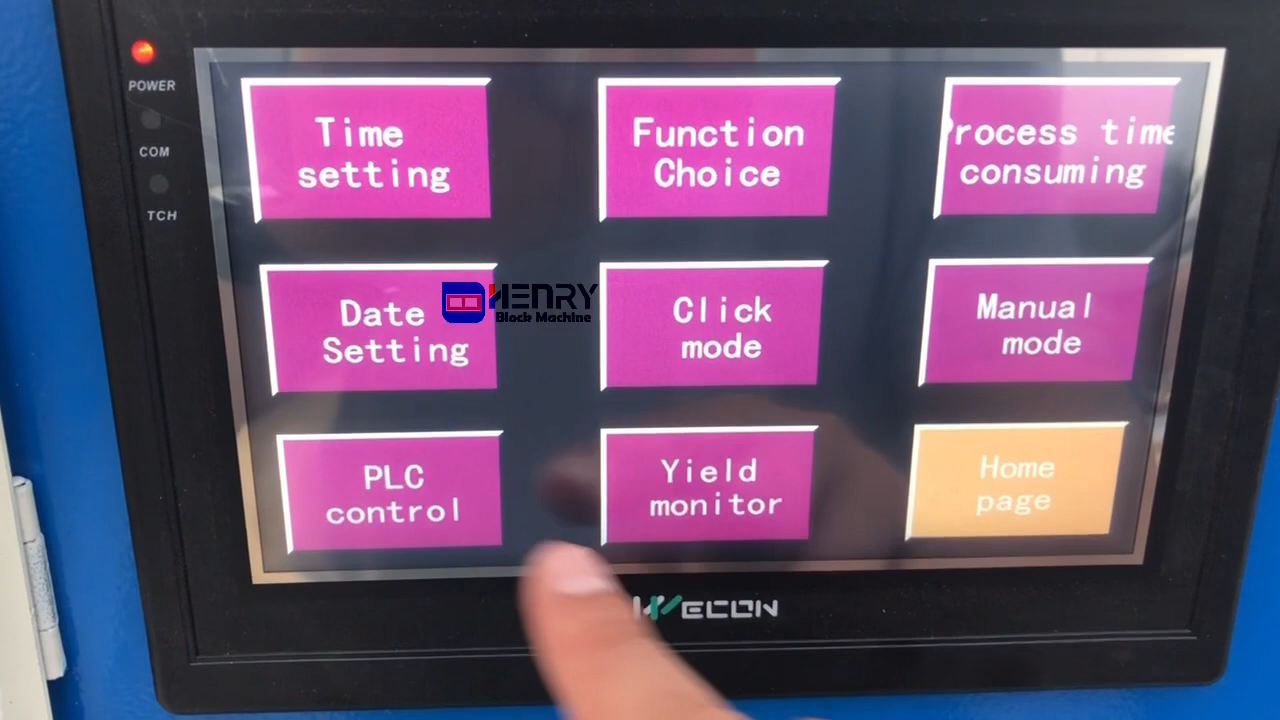 POWER
COM
TCH
Time
setting
Function
Choice
Process time
consuming
Date
Setting
HENRY
Block Machine
Click
mode
Manual
mode
PLC
control
Yield
monitor
Home
page
WECON